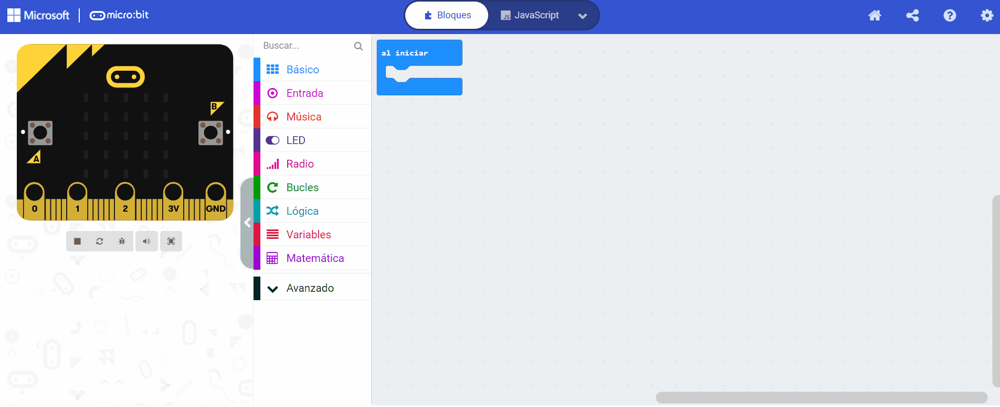 Microsoft micro:bit
Bloques JavaScript
Buscar...
Básico
Entrada
Música
LED
Radio
Bucles
Lógica
Variables
Matemática
Avanzado
al iniciar
B
A
0 1 2 3V GND